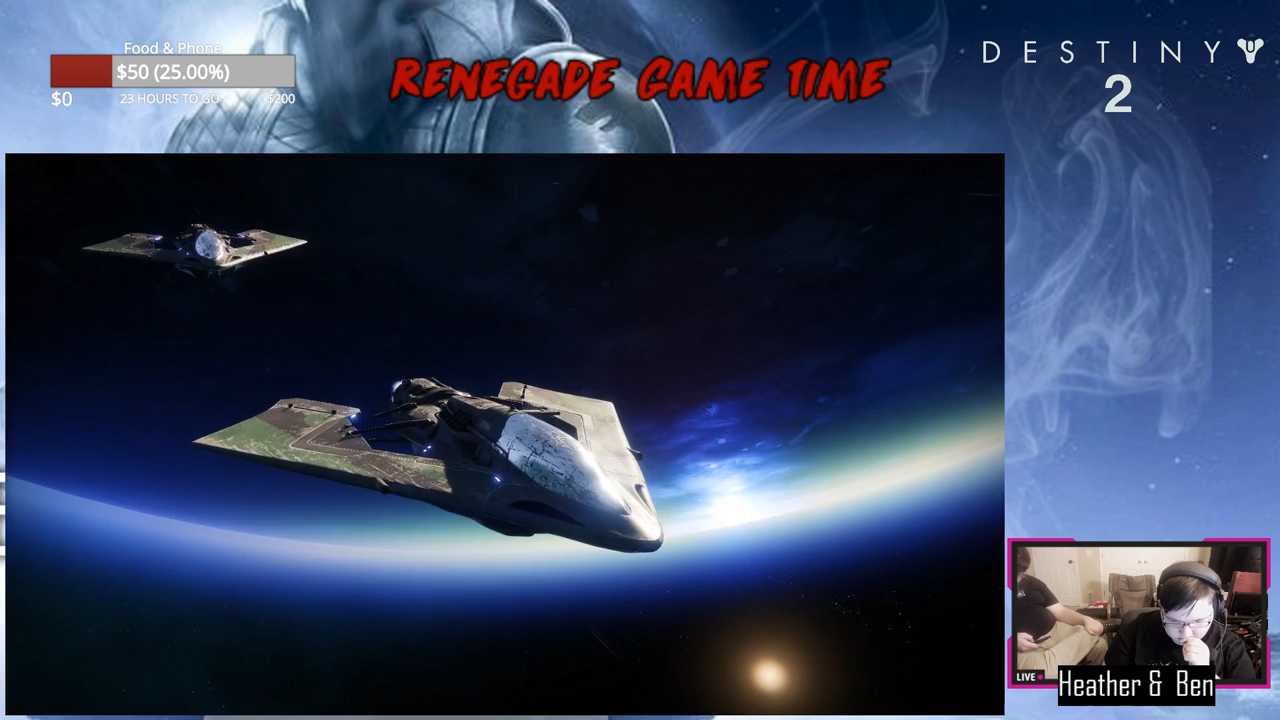 Food & Phone
$50 (25.00%)
$0 23 HOURS TO GO $200
RENEGADE GAME TIME
DESTINY
2
LIVE
Heather & Ben